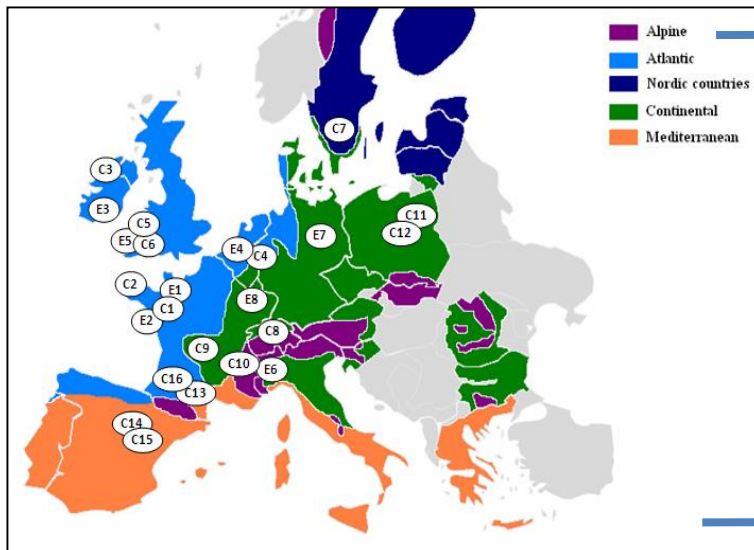 Alpine
Atlantic
Nordic countries
Continental
Mediterranean
C7
C3
E3
C5
E5
C6
C11
C12
E7
E4
C4
C2
E1
C1
E2
E8
C8
C9
C10
E6
C16
C13
C14
C15